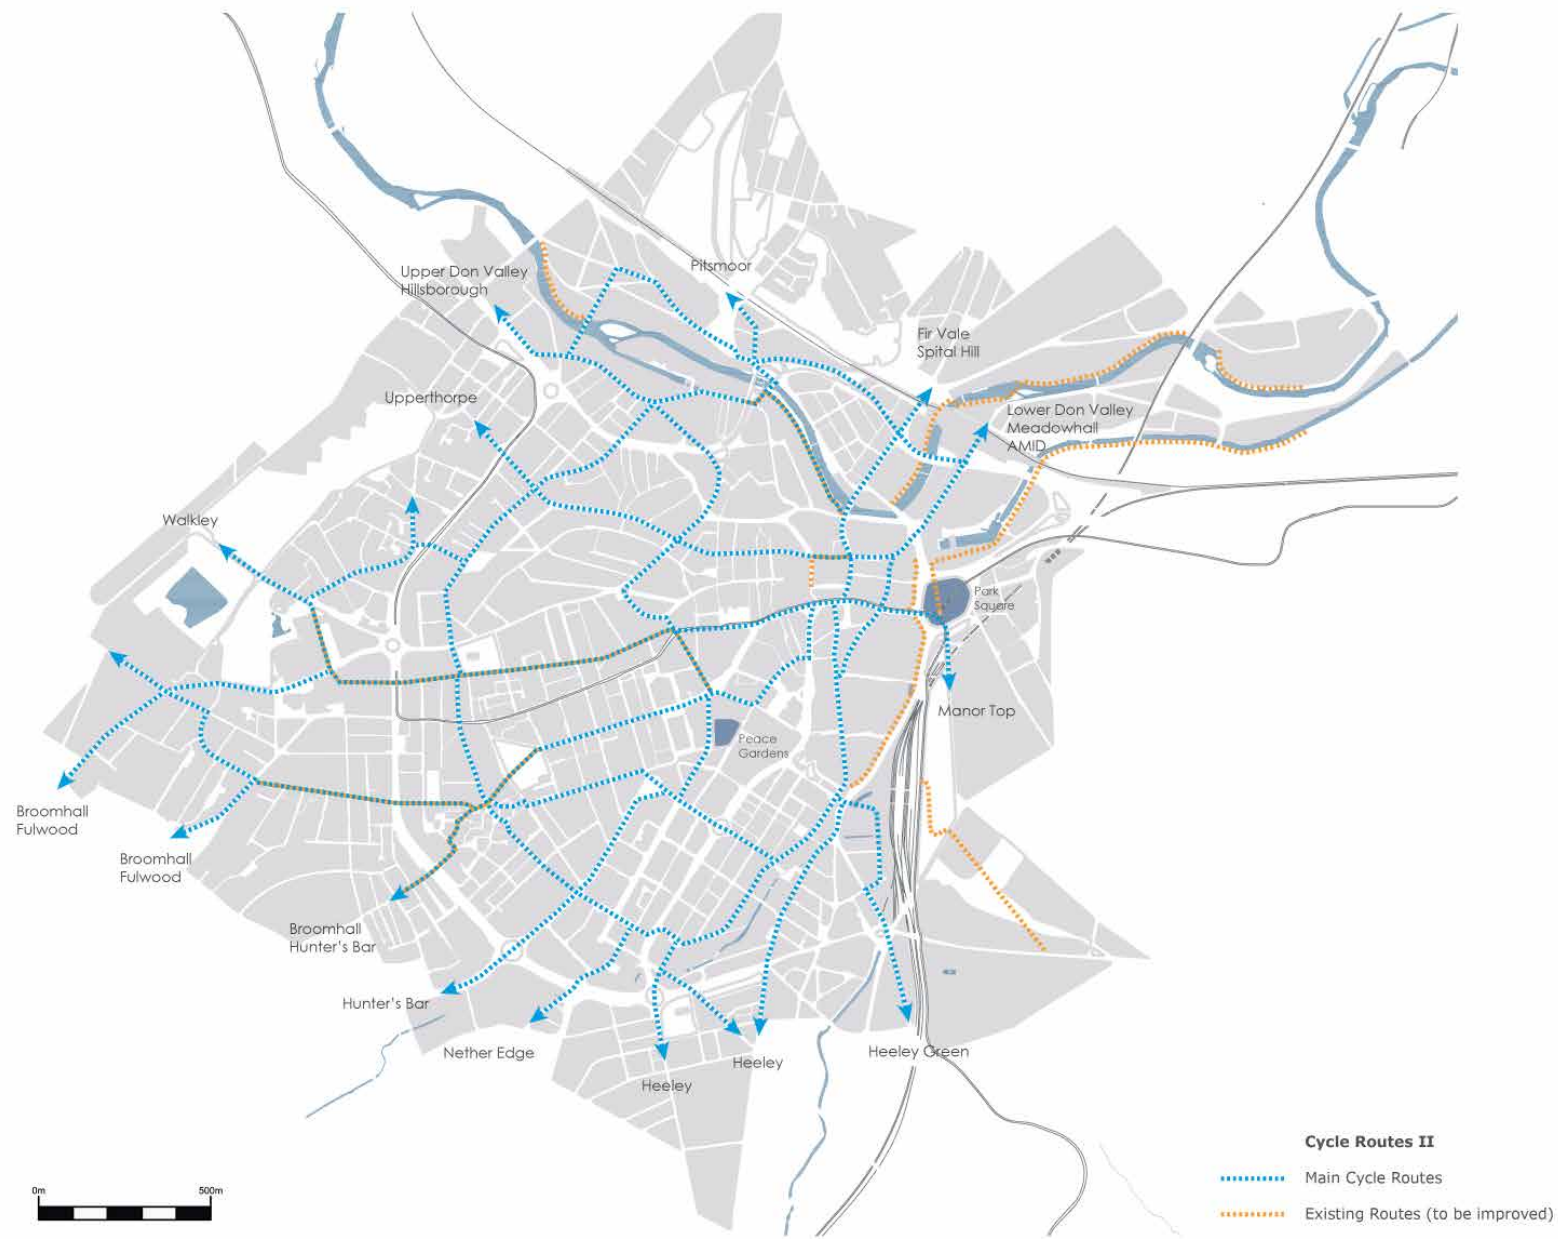 Pitsmoor
Upper Don Valley
Hillsborough
Fir Vale
Spital Hill
Upperthorpe
Lower Don Valley
Meadowhall
AMID
Walkley
Park
Square
Manor Top
Peace
Gardens
Broomhall
Fulwood
Broomhall
Fulwood
Broomhall
Hunter's Bar
Hunter's Bar
Nether Edge
Heeley Green
Heeley
Heeley
Cycle Routes II
Main Cycle Routes
Existing Routes (to be improved)
0m 500m